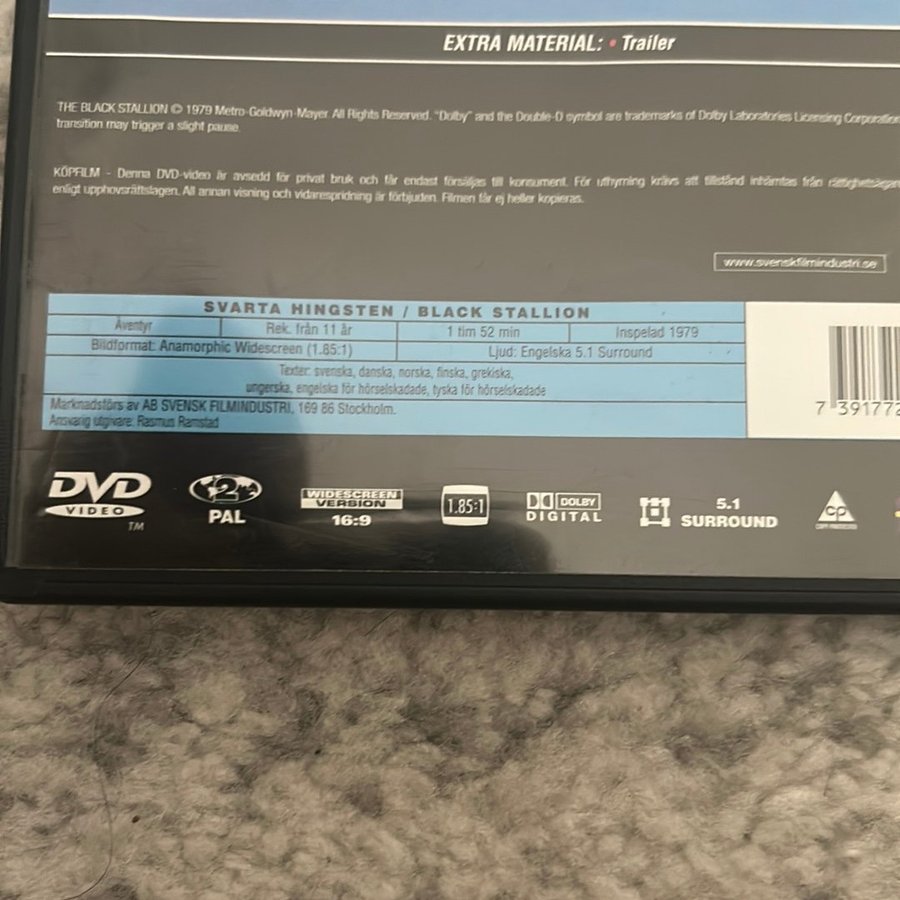 EXTRA MATERIAL: • Trailer
THE BLACK STALLION © 1979 Metro-Goldwyn-Mayer. All Rights Reserved. "Dolby" and the Double-D symbol are trademarks of Dolby Laboratories Licensing Corporation
transition may trigger a slight pause.
KÖPFILM - Denna DVD-video är avsedd för privat bruk och får endast försäljas till konsument. För uthyrning krävs att tillstånd inhämtas från
enligt upphovsrättslagen. All annan visning och vidarespridning är förbjuden. Filmen får ej heller kopieras.
www.svenskfilmindustri.se
SVARTA HINGSTEN / BLACK STALLION
Äventyr Rek. från 11 år 1 tim 52 min Inspelad 1979
Bildformat: Anamorphic Widescreen (1.85:1) Ljud: Engelska 5.1 Surround
Texter: svenska, danska, norska, finska, grekiska,
ungerska, engelska för hörselskadade, tyska för hörselskadade
Marknadsförs av AB SVENSK FILMINDUSTRI, 169 86 Stockholm.
Ansvarig utgivare: Rasmus Ramstad
7 391772
DVD
VIDEO
TM
2
PAL
WIDESCREEN
VERSION
16:9
1.85:1
DOLBY
DIGITAL
5.1
SURROUND
CP
COPY PROTECTED